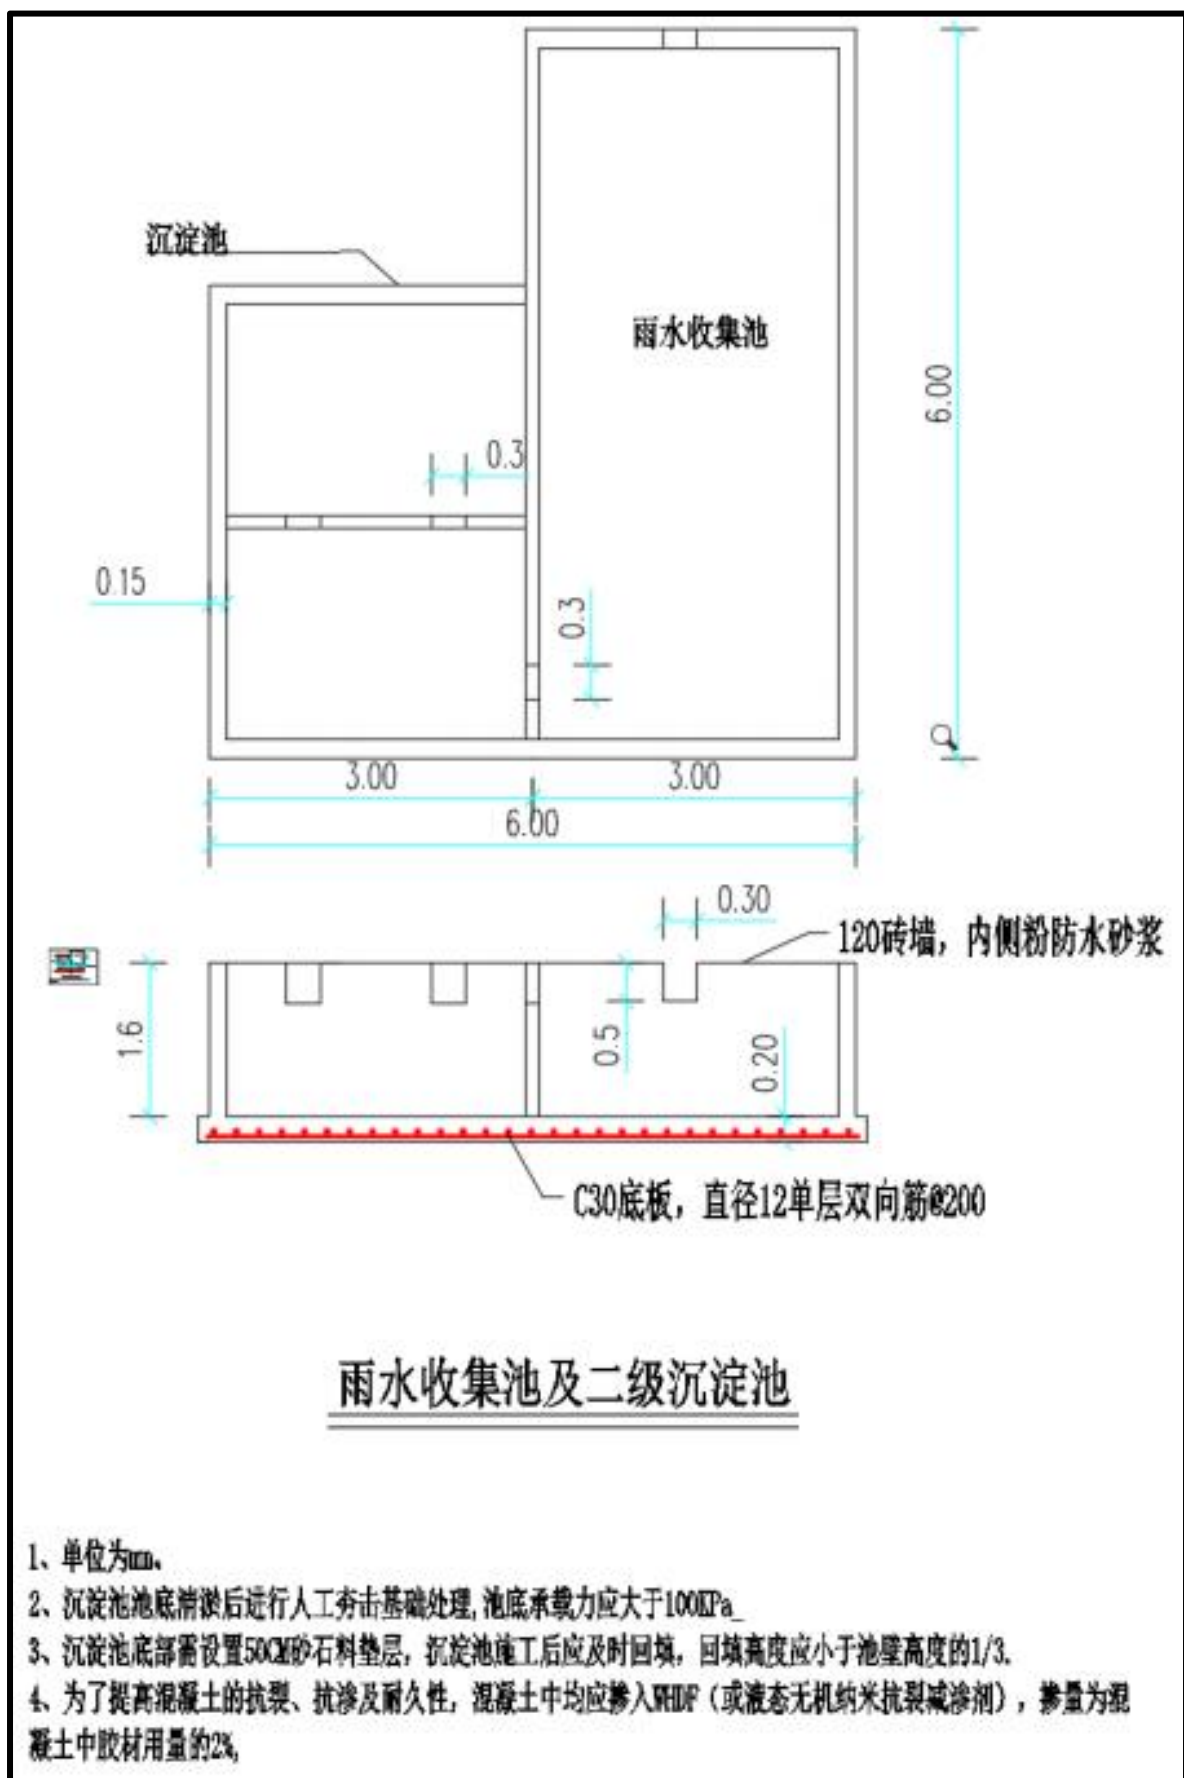 沉淀池
雨水收集池
6.00
0.3
0.15
0.3
3.00
3.00
6.00
0.30
120砖墙，内侧粉防水砂浆
1.6
0.5
0.20
C30底板，直径12单层双向筋@200
雨水收集池及二级沉淀池
1、单位为mm、
2、沉淀池池底清淤后进行人工夯击基础处理,池底承载力应大于100KPa_
3、沉淀池底部需设置50CM砂石料垫层，沉淀池施工后应及时回填，回填高度应小于池壁高度的1/3.
4、为了提高混凝土的抗裂、抗渗及耐久性，混凝土中均应掺入WHDF（或液态无机纳米抗裂减渗剂），掺量为混
凝土中胶材用量的2%,